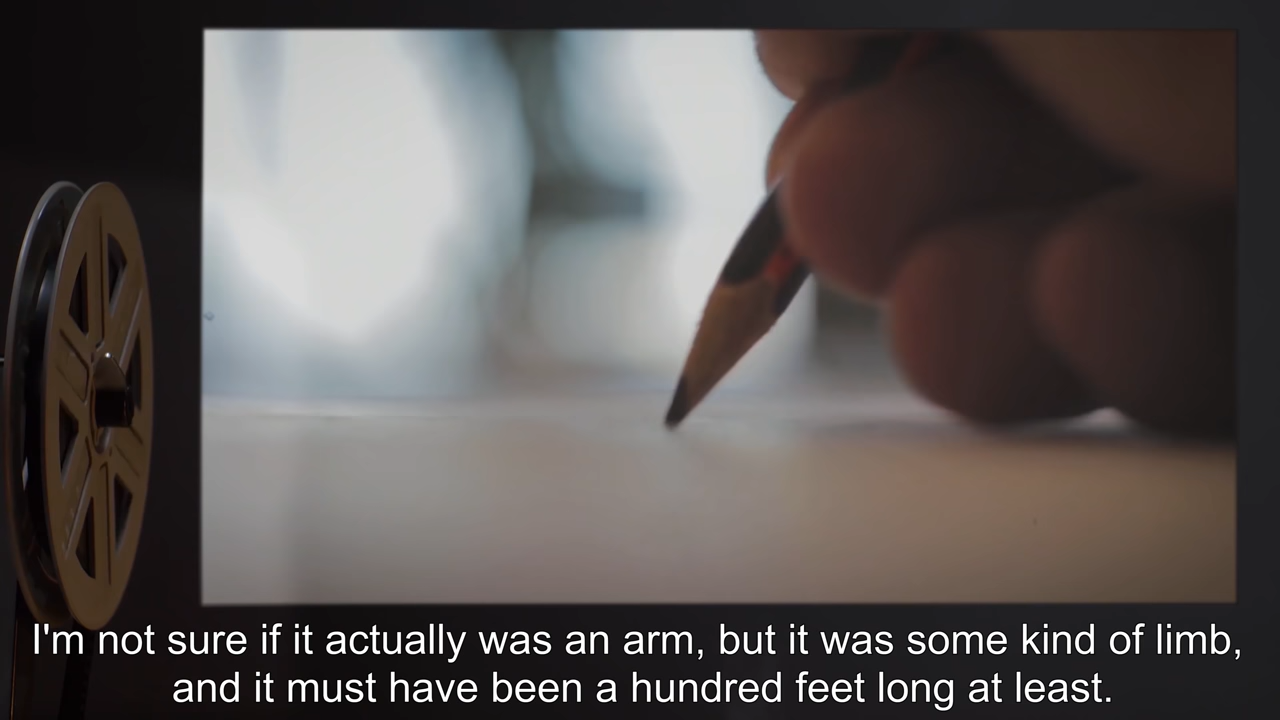 I'm not sure if it actually was an arm, but it was some kind of limb,
and it must have been a hundred feet long at least.